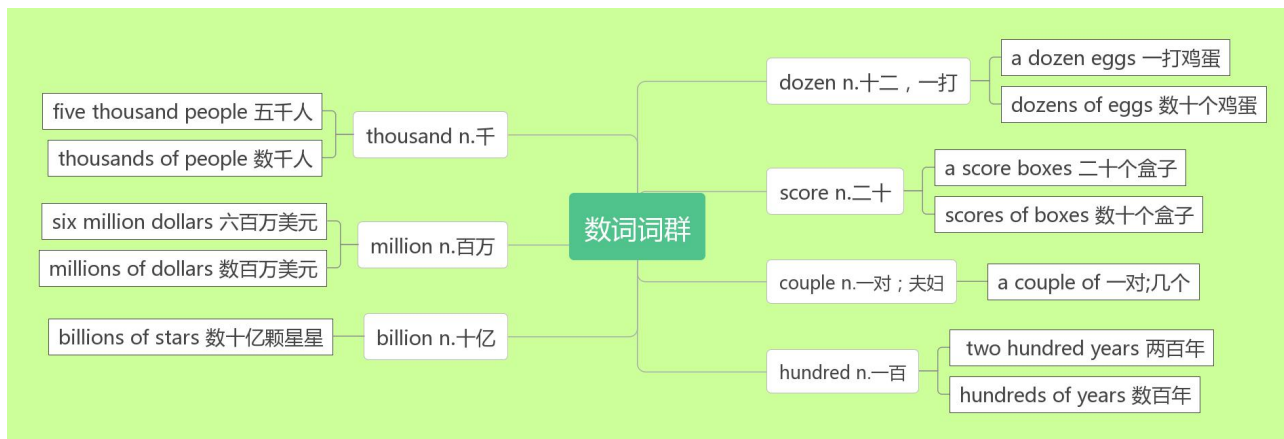 数词词群
dozen n.十二，一打
a dozen eggs 一打鸡蛋
dozens of eggs 数十个鸡蛋
score n.二十
a score boxes 二十个盒子
scores of boxes 数十个盒子
couple n.一对；夫妇
a couple of 一对;几个
hundred n.一百
two hundred years 两百年
hundreds of years 数百年
thousand n.千
five thousand people 五千人
thousands of people 数千人
million n.百万
six million dollars 六百万美元
millions of dollars 数百万美元
billion n.十亿
billions of stars 数十亿颗星星